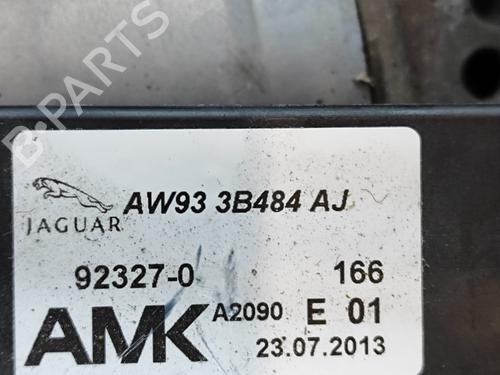 B-PARTS
AW93 3B484 AJ
JAGUAR
92327-0 166
AMK A2090 E 01
23.07.2013